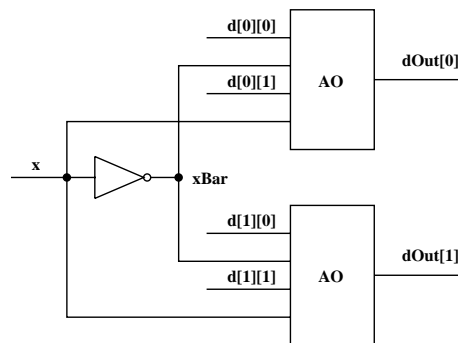 d[0][0]
dOut[0]
d[0][1]
AO
x
xBar
d[1][0]
dOut[1]
d[1][1]
AO